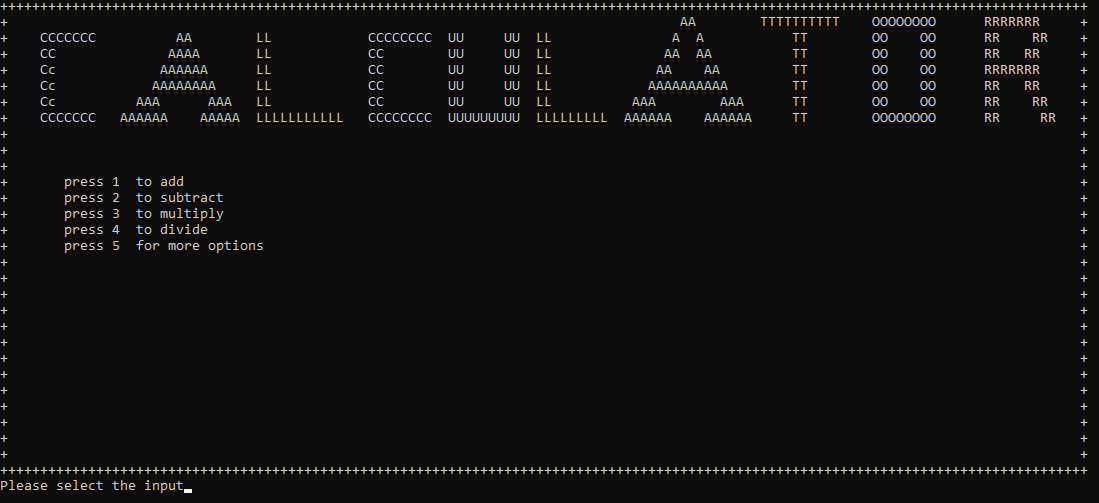 ++++++++++++++++++++++++++++++++++++++++++++++++++++++++++++++++++++++++++++++++++++++++++++++++++++++++++++++++++++++++++++++++++++++++
+                                                                                    AA        TTTTTTTTTT    OOOOOOOO      RRRRRRR     +
+    CCCCCCC          AA        LL            CCCCCCCC  UU     UU  LL               A  A           TT        OO    OO      RR    RR    +
+    CC              AAAA       LL            CC        UU     UU  LL              AA  AA          TT        OO    OO      RR   RR     +
+    Cc             AAAAAA      LL            CC        UU     UU  LL             AA    AA         TT        OO    OO      RRRRRRR     +
+    Cc            AAAAAAAA     LL            CC        UU     UU  LL            AAAAAAAAAA        TT        OO    OO      RR   RR     +
+    Cc          AAA      AAA   LL            CC        UU     UU  LL          AAA        AAA      TT        OO    OO      RR    RR    +
+    CCCCCCC   AAAAAA    AAAAA  LLLLLLLLLLL   CCCCCCCC  UUUUUUUUU  LLLLLLLLL  AAAAAA    AAAAAA     TT        OOOOOOOO      RR     RR   +
+                                                                                                                                      +
+                                                                                                                                      +
+                                                                                                                                      +
+       press 1  to add                                                                                                                +
+       press 2  to subtract                                                                                                           +
+       press 3  to multiply                                                                                                           +
+       press 4  to divide                                                                                                             +
+       press 5  for more options                                                                                                      +
+                                                                                                                                      +
+                                                                                                                                      +
+                                                                                                                                      +
+                                                                                                                                      +
+                                                                                                                                      +
+                                                                                                                                      +
+                                                                                                                                      +
+                                                                                                                                      +
+                                                                                                                                      +
+                                                                                                                                      +
+                                                                                                                                      +
+                                                                                                                                      +
+                                                                                                                                      +
++++++++++++++++++++++++++++++++++++++++++++++++++++++++++++++++++++++++++++++++++++++++++++++++++++++++++++++++++++++++++++++++++++++++
Please select the input